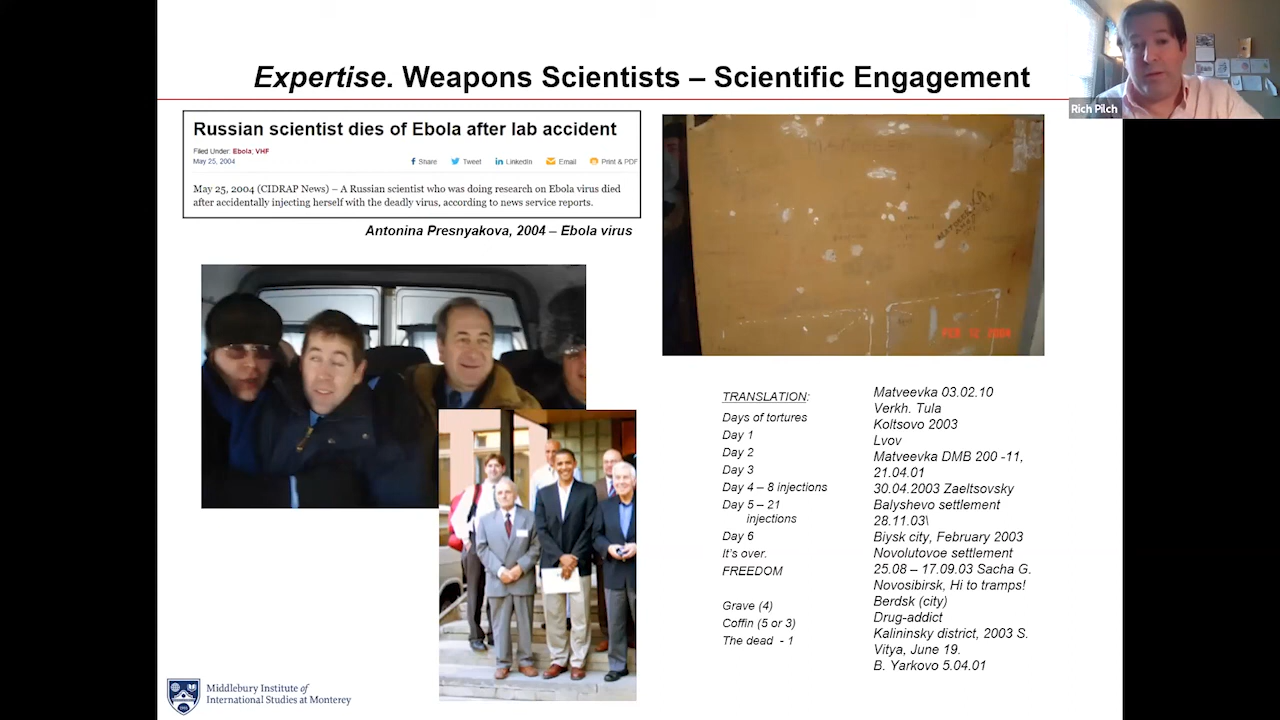 Expertise. Weapons Scientists – Scientific Engagement
Rich Pilch
Russian scientist dies of Ebola after lab accident
Filed Under: Ebola; VHF
May 25, 2004
Share Tweet LinkedIn Email Print & PDF
May 25, 2004 (CIDRAP News) – A Russian scientist who was doing research on Ebola virus died
after accidentally injecting herself with the deadly virus, according to news service reports.
Antonina Presnyakova, 2004 – Ebola virus
FEB 12 2004
TRANSLATION:
Days of tortures
Day 1
Day 2
Day 3
Day 4 – 8 injections
Day 5 – 21
injections
Day 6
It's over.
FREEDOM
Grave (4)
Coffin (5 or 3)
The dead - 1
Matveevka 03.02.10
Verkh. Tula
Koltsovo 2003
Lvov
Matveevka DMB 200 -11,
21.04.01
30.04.2003 Zaeltsovsky
Balyshevo settlement
28.11.03\
Biysk city, February 2003
Novolutovoe settlement
25.08 – 17.09.03 Sacha G.
Novosibirsk, Hi to tramps!
Berdsk (city)
Drug-addict
Kalininsky district, 2003 S.
Vitya, June 19.
B. Yarkovo 5.04.01
Middlebury Institute of
International Studies at Monterey